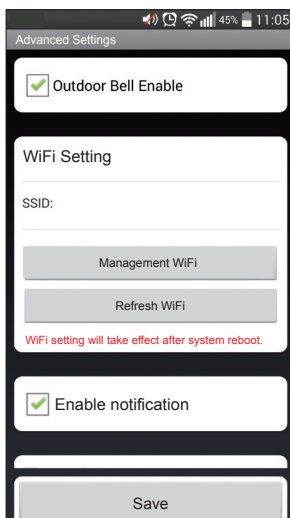 45% 11:05
Advanced Settings
Outdoor Bell Enable
WiFi Setting
SSID:
Management WiFi
Refresh WiFi
WiFi setting will take effect after system reboot.
Enable notification
Save